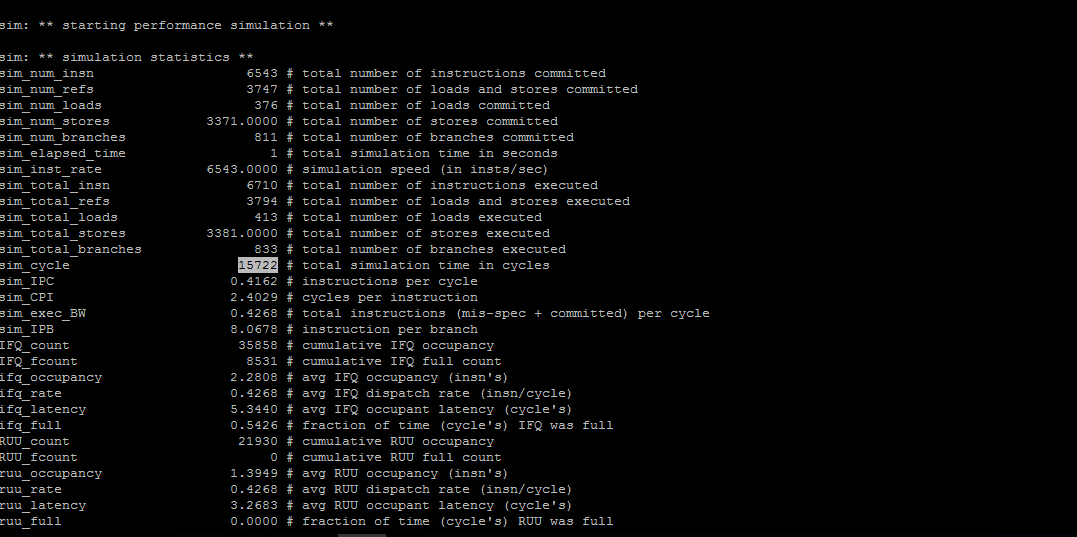 sim: ** starting performance simulation **
sim: ** simulation statistics **
sim_num_insn 6543 # total number of instructions committed
sim_num_refs 3747 # total number of loads and stores committed
sim_num_loads 376 # total number of loads committed
sim_num_stores 3371.0000 # total number of stores committed
sim_num_branches 811 # total number of branches committed
sim_elapsed_time 1 # total simulation time in seconds
sim_inst_rate 6543.0000 # simulation speed (in insts/sec)
sim_total_insn 6710 # total number of instructions executed
sim_total_refs 3794 # total number of loads and stores executed
sim_total_loads 413 # total number of loads executed
sim_total_stores 3381.0000 # total number of stores executed
sim_total_branches 833 # total number of branches executed
sim_cycle 15722 # total simulation time in cycles
sim_IPC 0.4162 # instructions per cycle
sim_CPI 2.4029 # cycles per instruction
sim_exec_BW 0.4268 # total instructions (mis-spec + committed) per cycle
sim_IPB 8.0678 # instruction per branch
IFQ_count 35858 # cumulative IFQ occupancy
IFQ_fcount 8531 # cumulative IFQ full count
ifq_occupancy 2.2808 # avg IFQ occupancy (insn's)
ifq_rate 0.4268 # avg IFQ dispatch rate (insn/cycle)
ifq_latency 5.3440 # avg IFQ occupant latency (cycle's)
ifq_full 0.5426 # fraction of time (cycle's) IFQ was full
RUU_count 21930 # cumulative RUU occupancy
RUU_fcount 0 # cumulative RUU full count
ruu_occupancy 1.3949 # avg RUU occupancy (insn's)
ruu_rate 0.4268 # avg RUU dispatch rate (insn/cycle)
ruu_latency 3.2683 # avg RUU occupant latency (cycle's)
ruu_full 0.0000 # fraction of time (cycle's) RUU was full